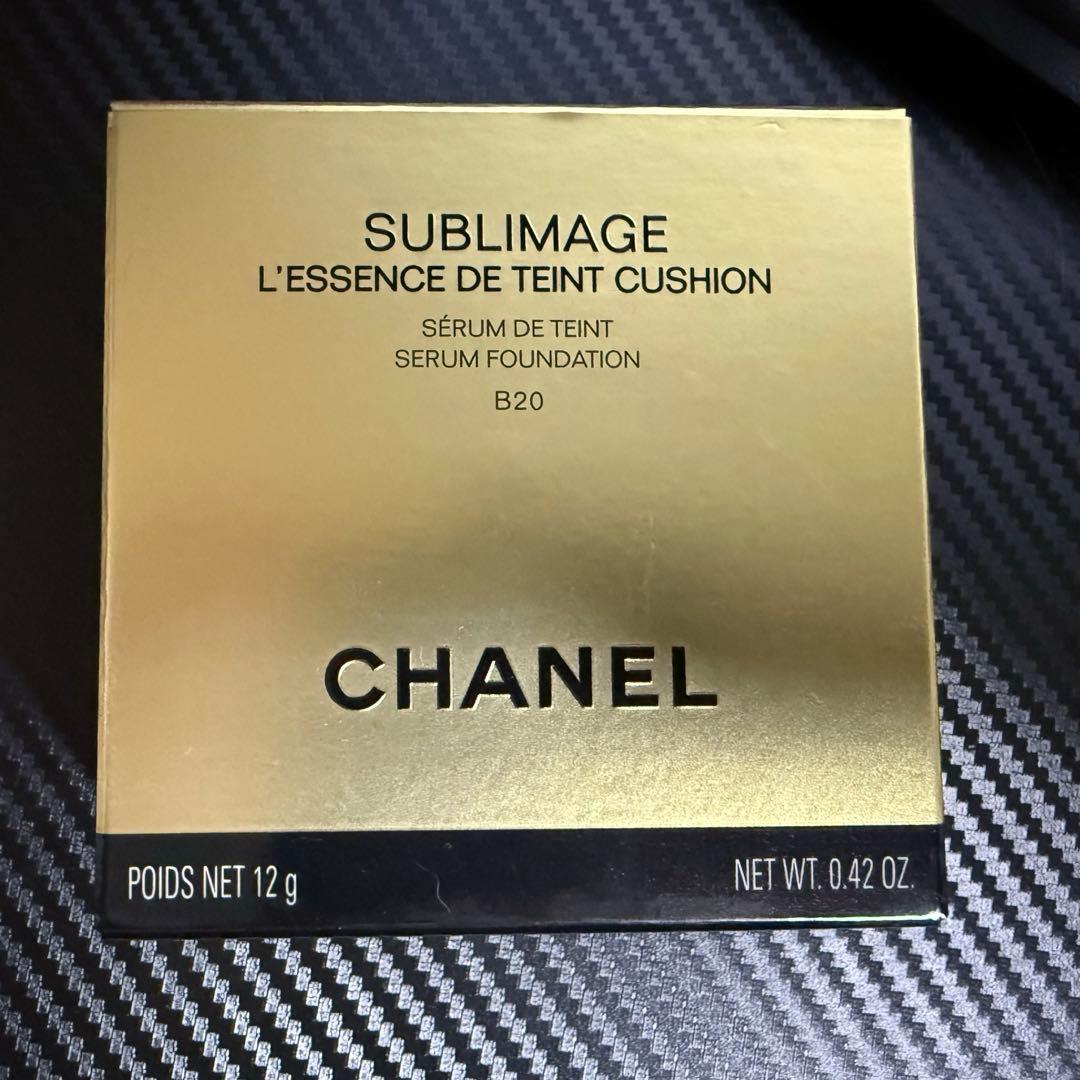 SUBLIMAGE
L'ESSENCE DE TEINT CUSHION
SÉRUM DE TEINT
SERUM FOUNDATION
B20
CHANEL
POIDS NET 12 g
NET WT. 0.42 OZ.